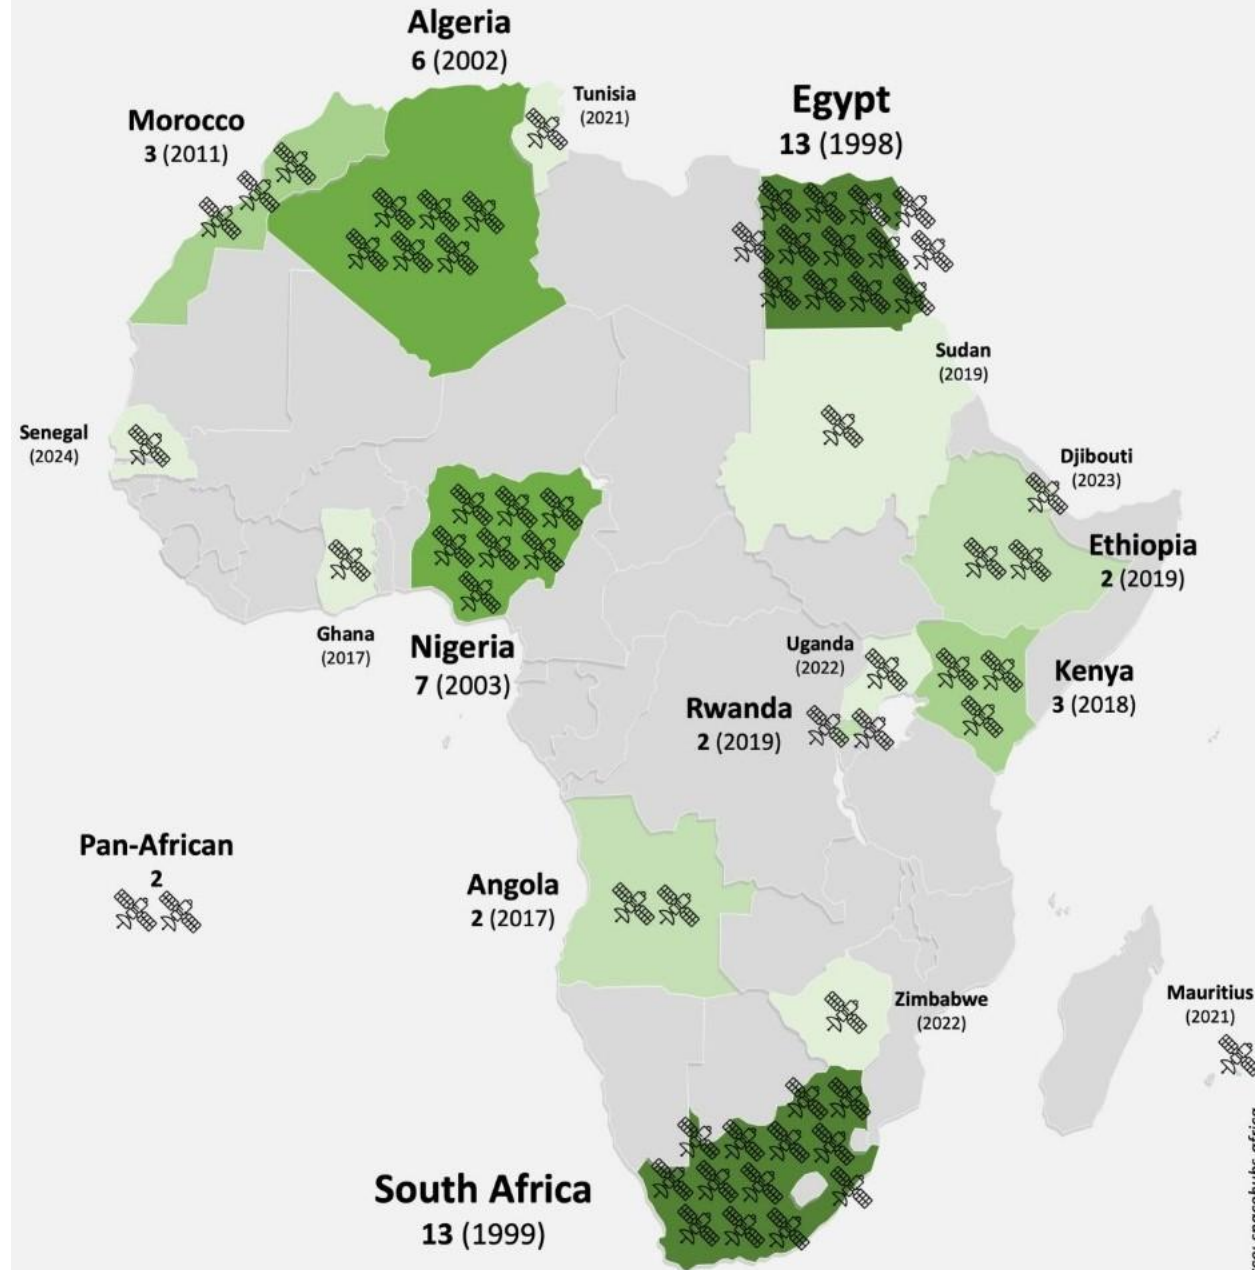 Algeria
6 (2002)
Tunisia
(2021)
Egypt
13 (1998)
Morocco
3 (2011)
Sudan
(2019)
Senegal
(2024)
Djibouti
(2023)
Ethiopia
2 (2019)
Ghana
(2017)
Nigeria
7 (2003)
Uganda
(2022)
Kenya
3 (2018)
Rwanda
2 (2019)
Pan-African
2
Angola
2 (2017)
Zimbabwe
(2022)
Mauritius
(2021)
South Africa
13 (1999)
spacehubs.africa